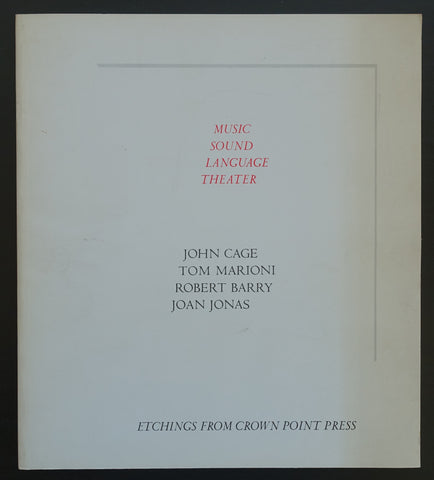 MUSIC
SOUND
LANGUAGE
THEATER
JOHN CAGE
TOM MARIONI
ROBERT BARRY
JOAN JONAS
ETCHINGS FROM CROWN POINT PRESS